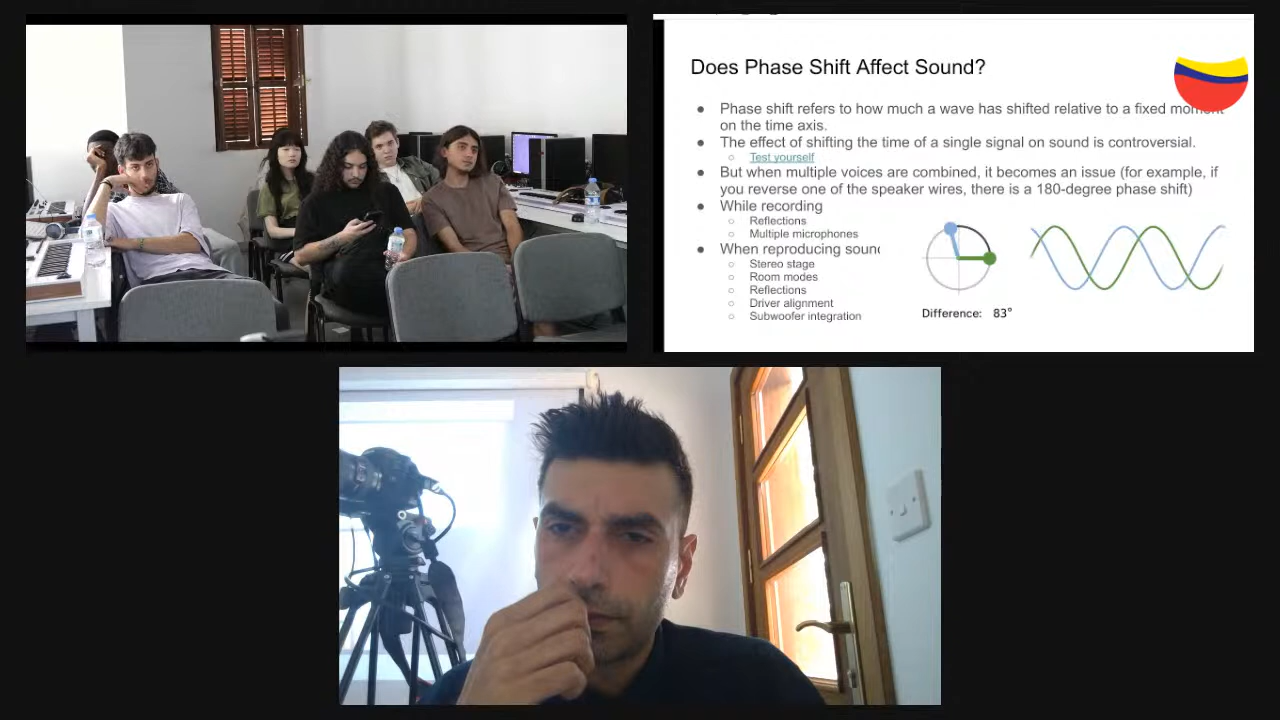 Does Phase Shift Affect Sound?
● Phase shift refers to how much a wave has shifted relative to a fixed moment
on the time axis.
● The effect of shifting the time of a single signal on sound is controversial.
○ Test yourself
● But when multiple voices are combined, it becomes an issue (for example, if
you reverse one of the speaker wires, there is a 180-degree phase shift)
● While recording
○ Reflections
○ Multiple microphones
● When reproducing sound
○ Stereo stage
○ Room modes
○ Reflections
○ Driver alignment
○ Subwoofer integration
Difference: 83°